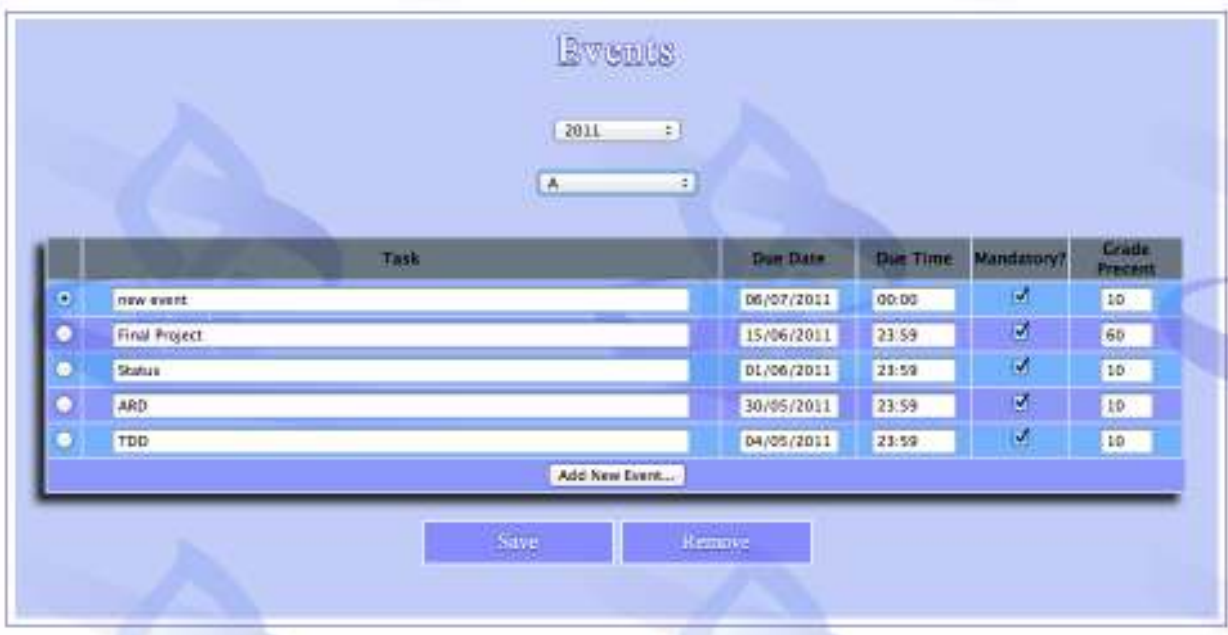 Events
2011
A
Task Due Date Due Time Mandatory? Grade Precent
new event 06/07/2011 00:00 10
Final Project 15/06/2011 23:59 60
Status 01/06/2011 23:59 10
ARD 30/05/2011 23:59 10
TDD 04/05/2011 23:59 10
Add New Event...
Save Remove